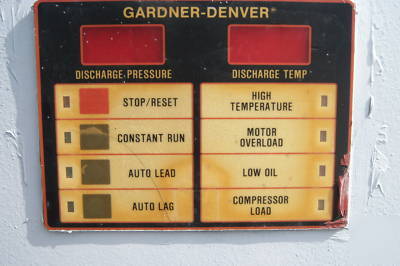 GARDNER-DENVER
DISCHARGE PRESSURE
DISCHARGE TEMP
STOP/RESET
HIGH
TEMPERATURE
CONSTANT RUN
MOTOR
OVERLOAD
AUTO LEAD
LOW OIL
AUTO LAG
COMPRESSOR
LOAD